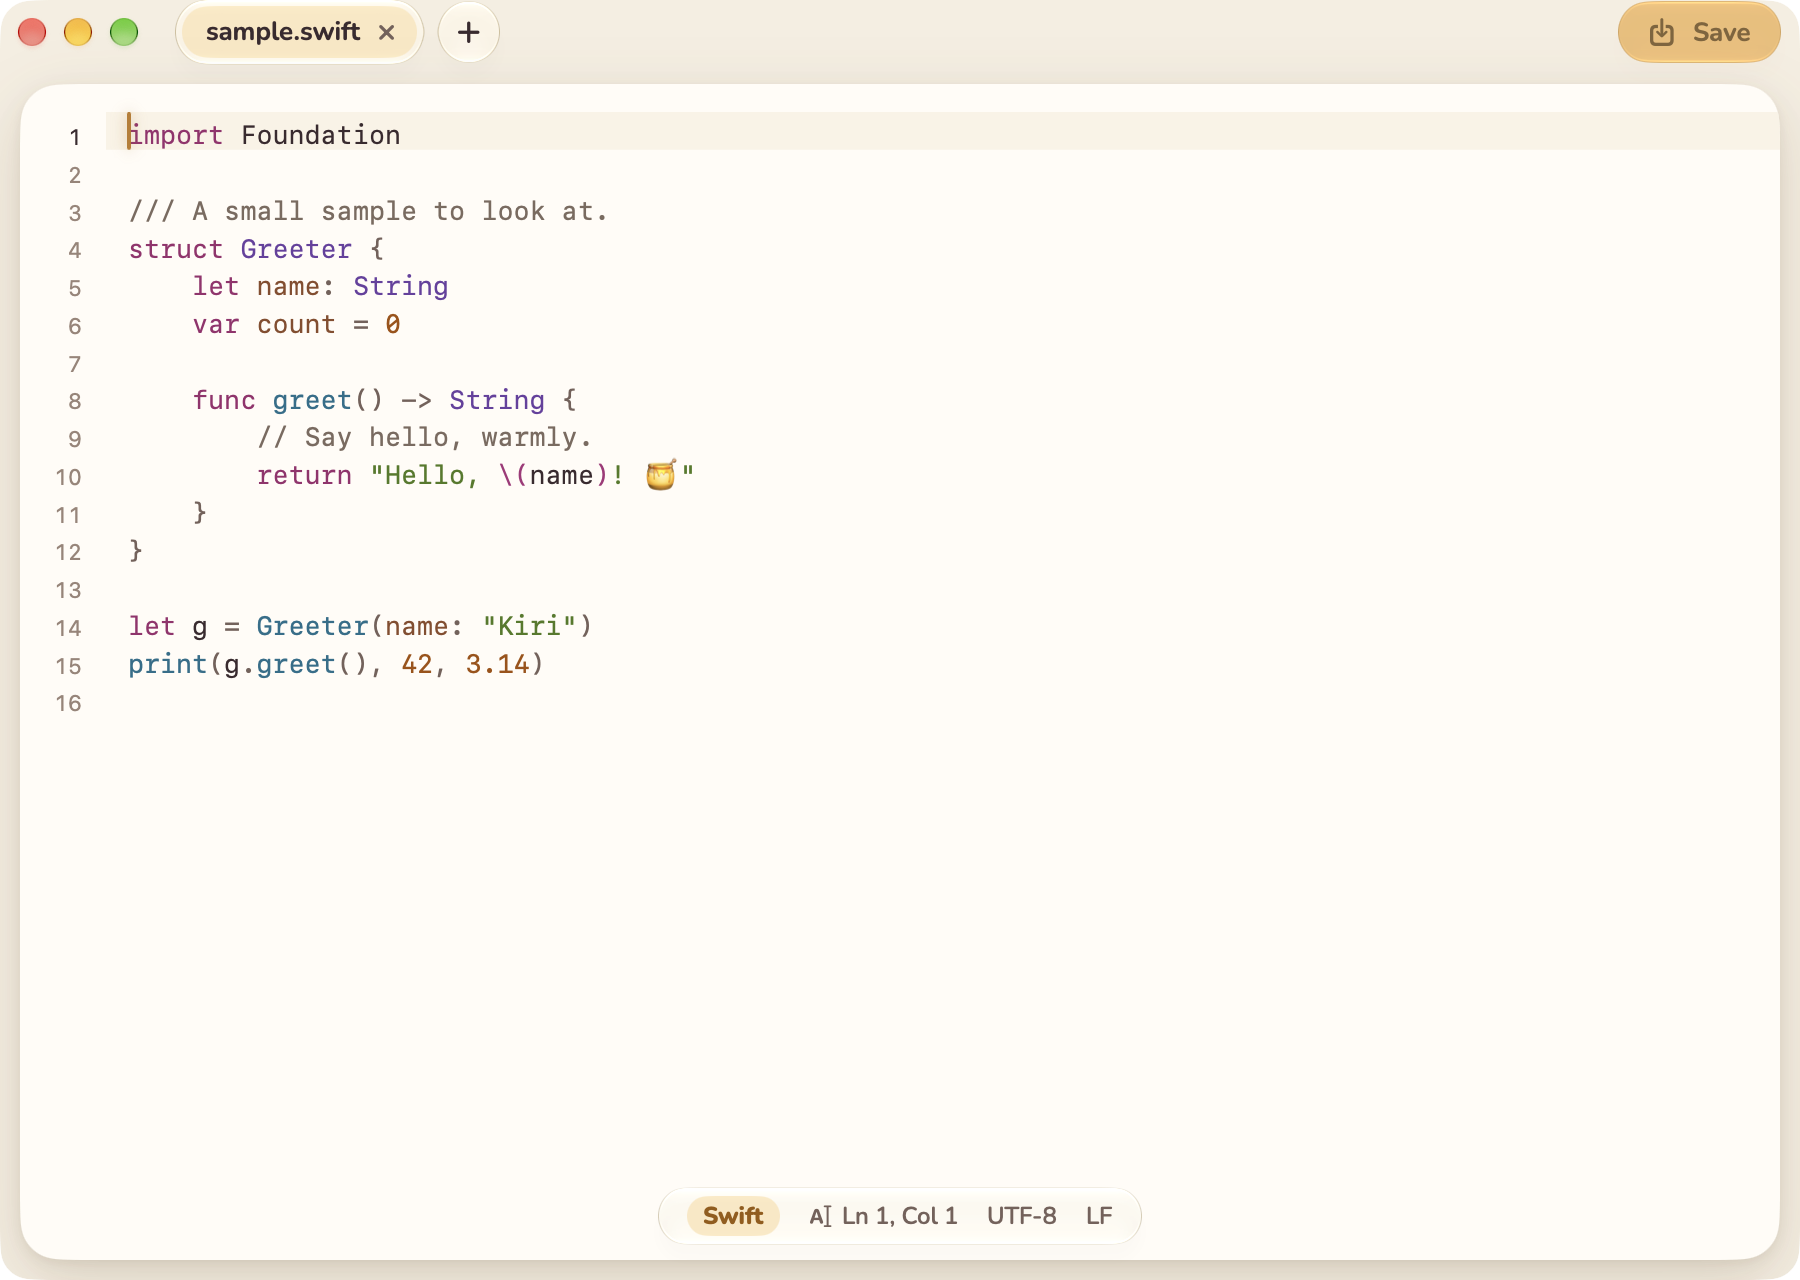 sample.swift
Save
1 import Foundation
2
3 /// A small sample to look at.
4 struct Greeter {
5     let name: String
6     var count = 0
7
8     func greet() -> String {
9         // Say hello, warmly.
10         return "Hello, \(name)! 🍯"
11     }
12 }
13
14 let g = Greeter(name: "Kiri")
15 print(g.greet(), 42, 3.14)
16
Swift Ln 1, Col 1 UTF-8 LF